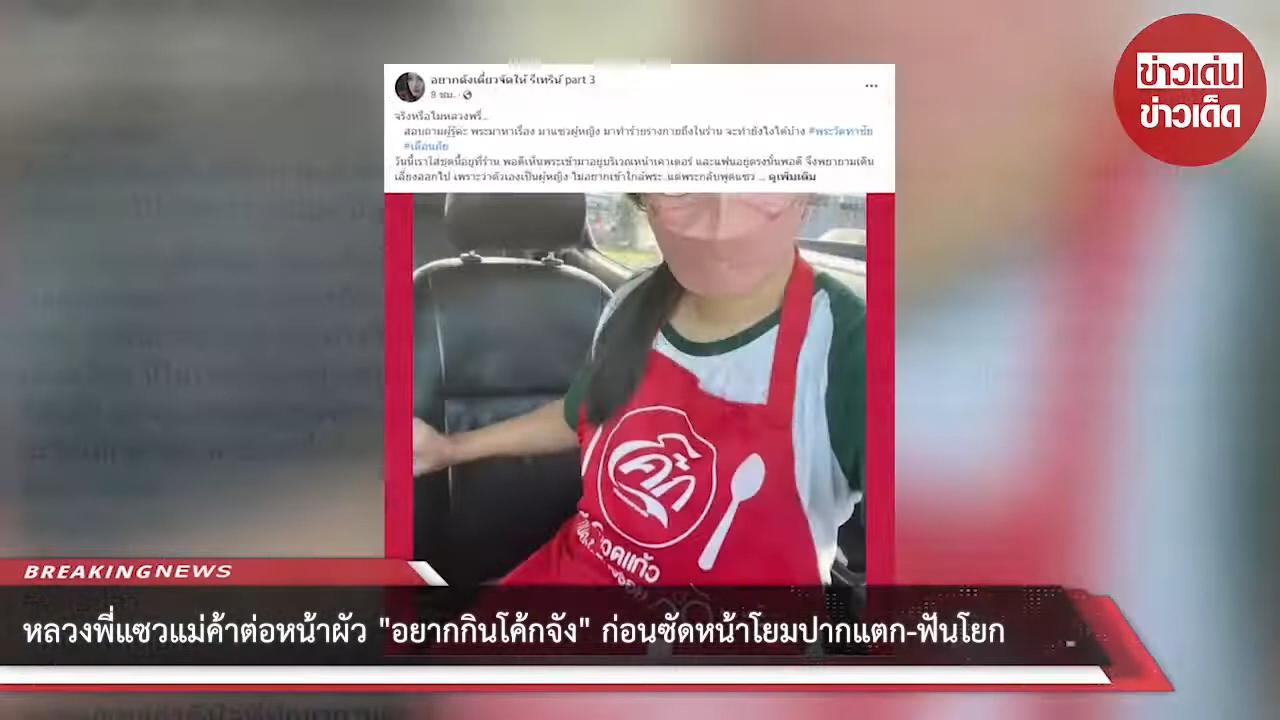 ข่าวเด่น
ข่าวเด็ด
อยากดังเดี๋ยวจัดให้ รีเทริน์ part 3
8 ชม.
จริงหรือไม่หลวงพรี่...
สอบถามผู้รู้ค่ะ พระมาหาเรื่อง มาแซวผู้หญิง มาทำร้ายร่างกายถึงในร้าน จะทำยังไงได้บ้าง #พระวัดท่าซัย
#เตือนภัย
วันนี้เราใส่ชุดนี้อยู่ที่ร้าน พอดีเห็นพระเข้ามาอยู่บริเวณหน้าเคาเตอร์ และแฟนอยู่ตรงนั้นพอดี จึงพยายามเดิน
เลี่ยงออกไป เพราะว่าตัวเองเป็นผู้หญิง ไม่อยากเข้าใกล้พระ แต่พระกลับพูดแซว ... ดูเพิ่มเติม
BREAKINGNEWS
หลวงพี่แซวแม่ค้าต่อหน้าผัว "อยากกินโค้กจัง" ก่อนซัดหน้าโยมปากแตก-ฟันโยก